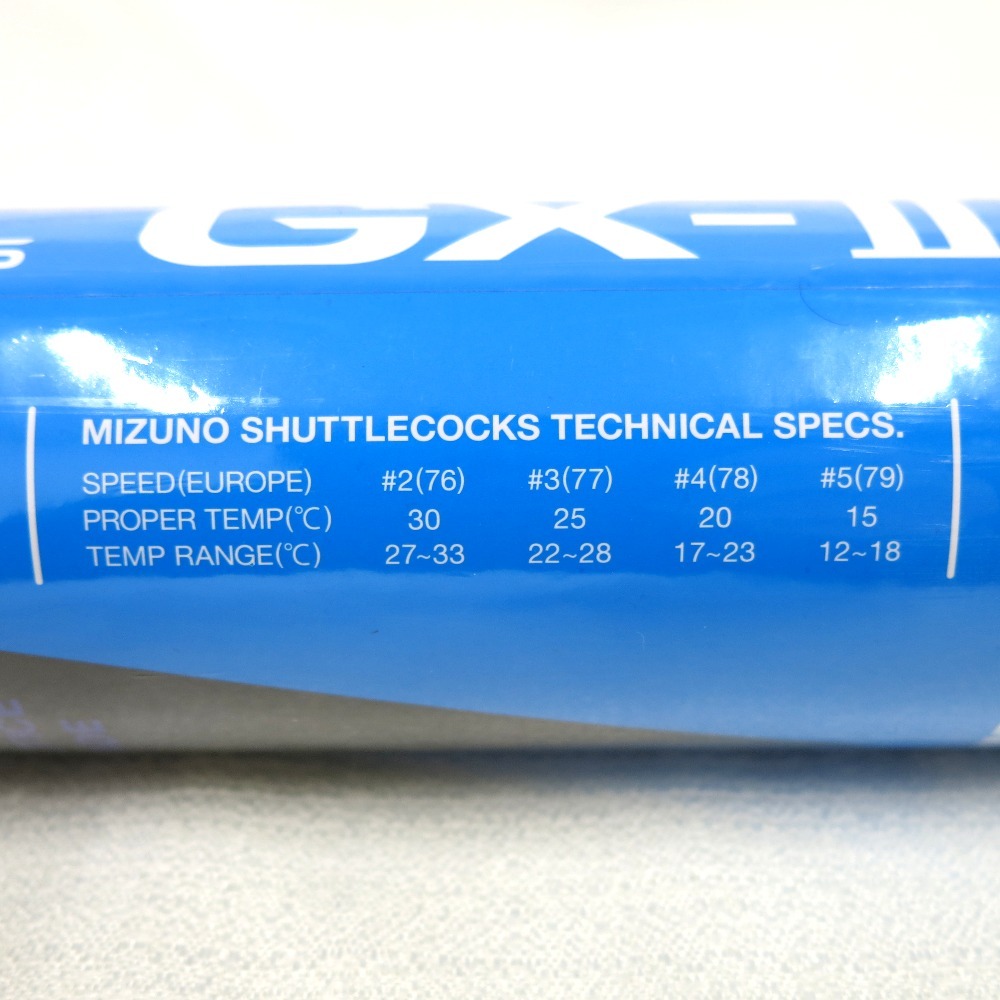 GX-II
MIZUNO SHUTTLECOCKS TECHNICAL SPECS.
SPEED(EUROPE) #2(76) #3(77) #4(78) #5(79)
PROPER TEMP(℃) 30 25 20 15
TEMP RANGE(℃) 27~33 22~28 17~23 12~18